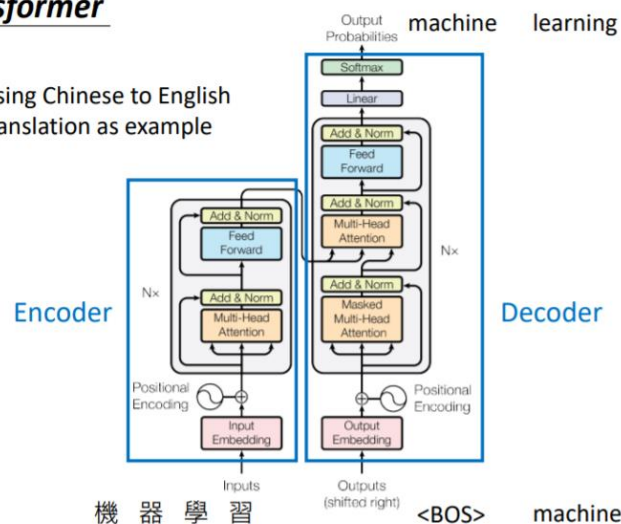 sformer
sing Chinese to English
ranslation as example
Output
Probabilities
machine learning
Softmax
Linear
Add & Norm
Feed
Forward
Add & Norm
Multi-Head
Attention
Nx
Add & Norm
Masked
Multi-Head
Attention
Decoder
Positional
Encoding
Output
Embedding
Outputs
(shifted right)
<BOS> machine
Encoder
Nx
Add & Norm
Feed
Forward
Add & Norm
Multi-Head
Attention
Positional
Encoding
Input
Embedding
Inputs
機 器 學 習